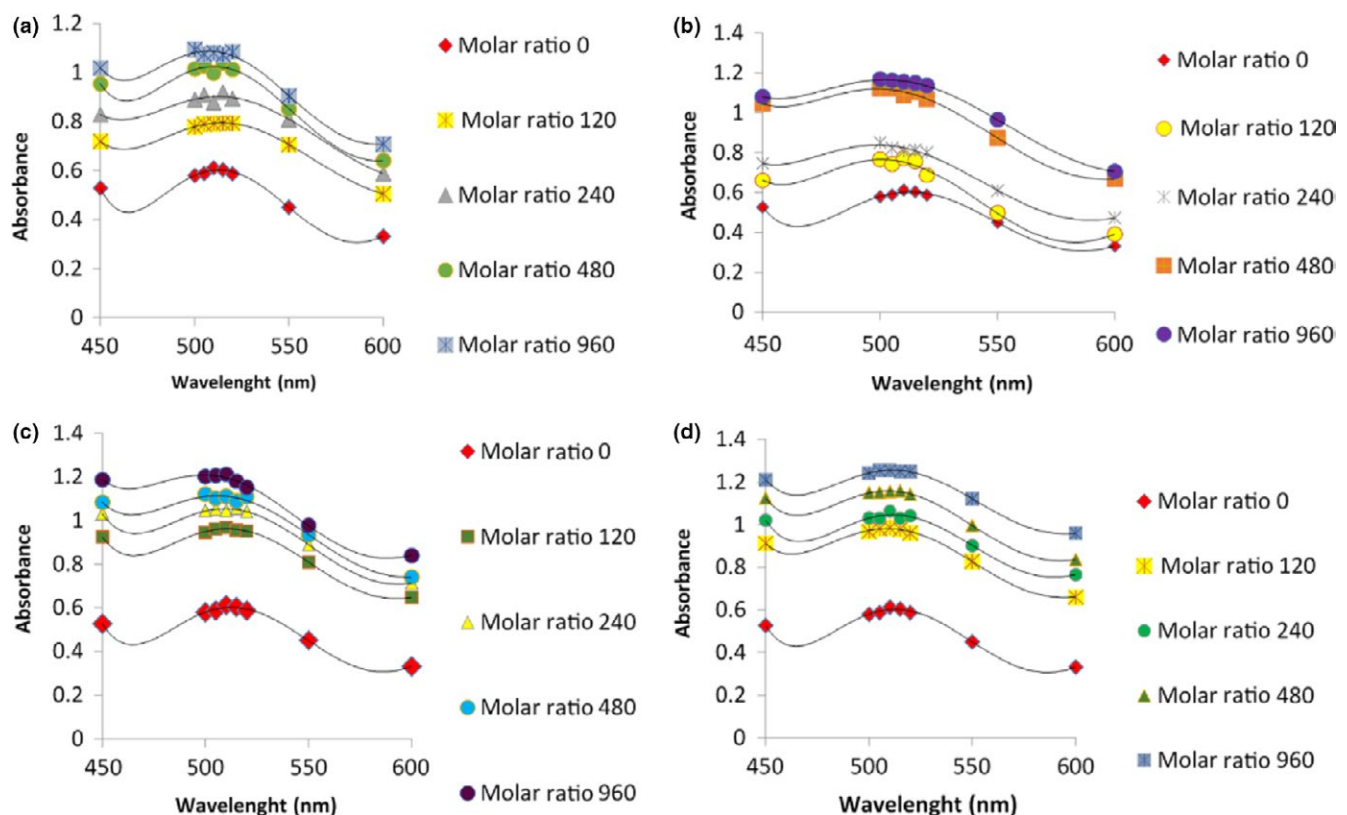 (a)
1.2
1
0.8
0.6
0.4
0.2
0
Absorbance
450 500 550 600
Wavelenght (nm)
Molar ratio 0
Molar ratio 120
Molar ratio 240
Molar ratio 480
Molar ratio 960
(b)
1.4
1.2
1
0.8
0.6
0.4
0.2
0
Absorbance
450 500 550 600
Wavelenght (nm)
Molar ratio 0
Molar ratio 120
Molar ratio 240
Molar ratio 480
Molar ratio 960
(c)
1.4
1.2
1
0.8
0.6
0.4
0.2
0
Absorbance
450 500 550 600
Wavelenght (nm)
Molar ratio 0
Molar ratio 120
Molar ratio 240
Molar ratio 480
Molar ratio 960
(d)
1.4
1.2
1
0.8
0.6
0.4
0.2
0
Absorbance
450 500 550 600
Wavelenght (nm)
Molar ratio 0
Molar ratio 120
Molar ratio 240
Molar ratio 480
Molar ratio 960